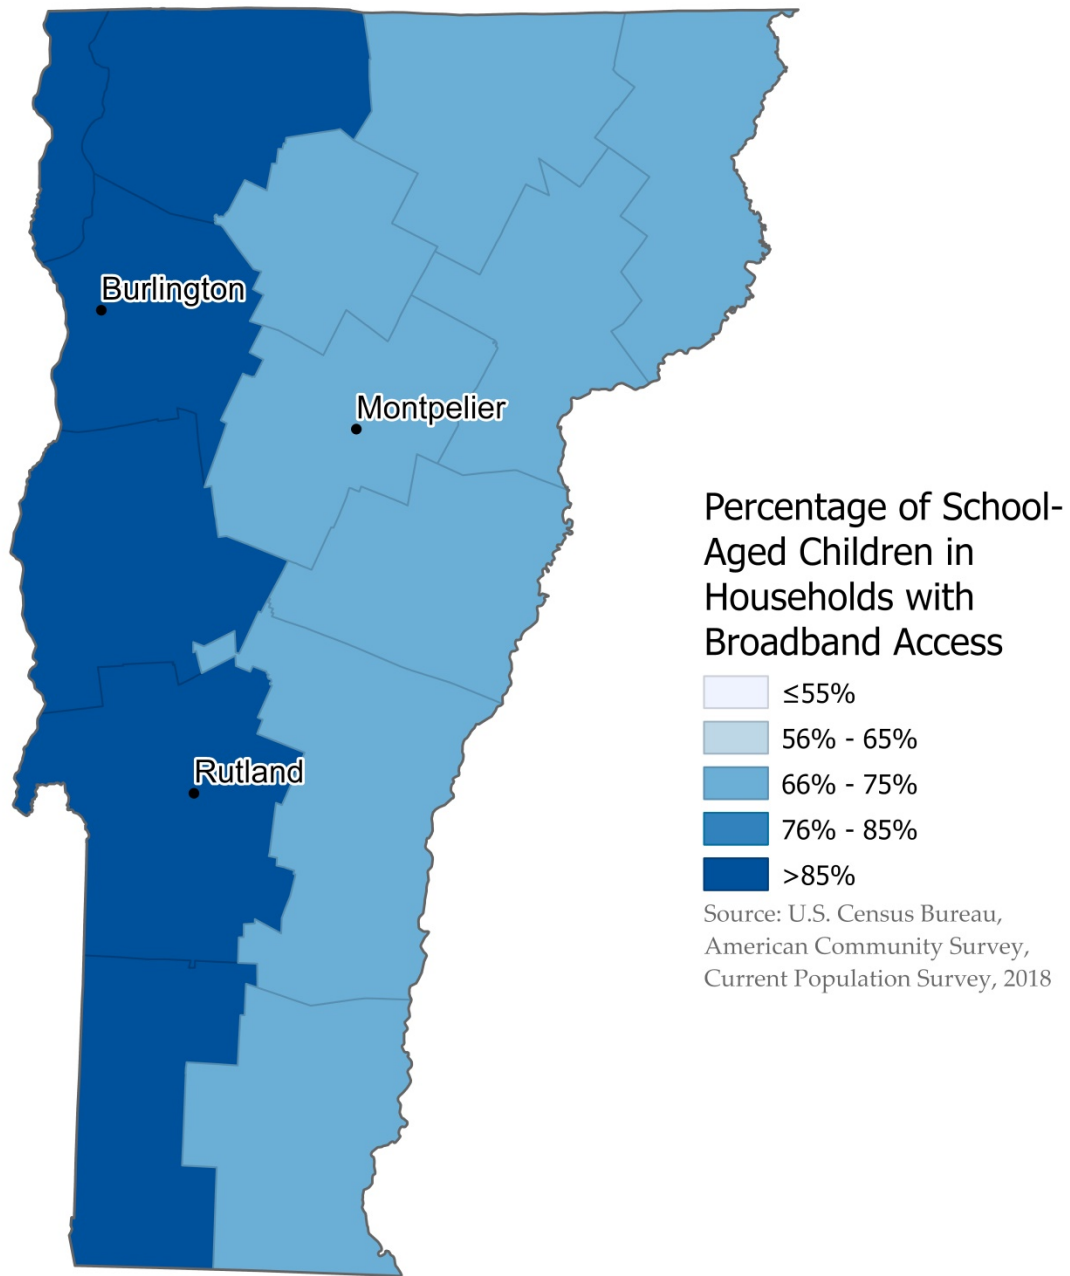 Burlington
Montpelier
Rutland
Percentage of School-
Aged Children in
Households with
Broadband Access
≤55%
56% - 65%
66% - 75%
76% - 85%
>85%
Source: U.S. Census Bureau,
American Community Survey,
Current Population Survey, 2018